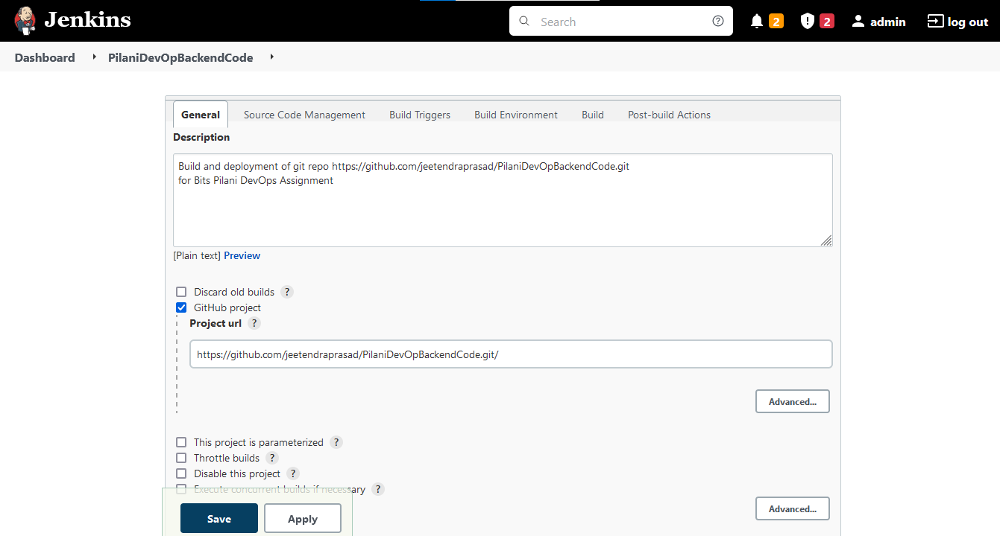 Jenkins
Search
2
2
admin
log out
Dashboard
PilaniDevOpBackendCode
General
Source Code Management
Build Triggers
Build Environment
Build
Post-build Actions
Description
Build and deployment of git repo https://github.com/jeetendraprasad/PilaniDevOpBackendCode.git
for Bits Pilani DevOps Assignment
[Plain text] Preview
Discard old builds ?
GitHub project
Project url ?
https://github.com/jeetendraprasad/PilaniDevOpBackendCode.git/
Advanced...
This project is parameterized ?
Throttle builds ?
Disable this project ?
Execute concurrent builds if necessary ?
Advanced...
Save
Apply